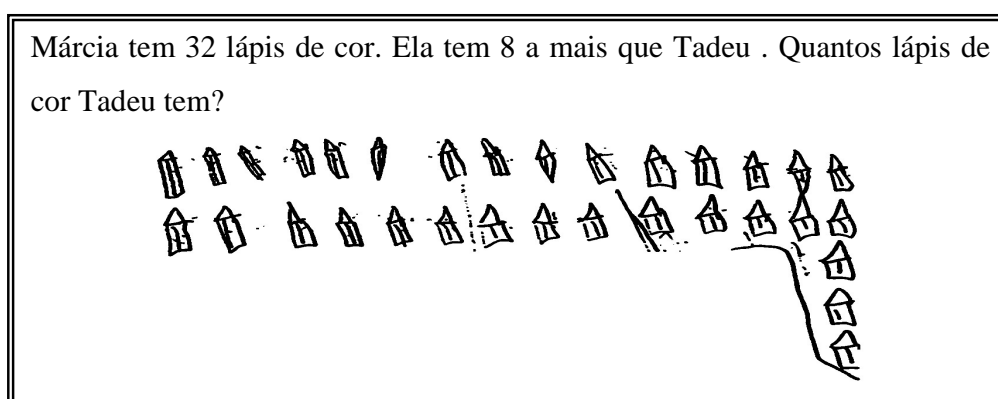 Márcia tem 32 lápis de cor. Ela tem 8 a mais que Tadeu . Quantos lápis de
cor Tadeu tem?